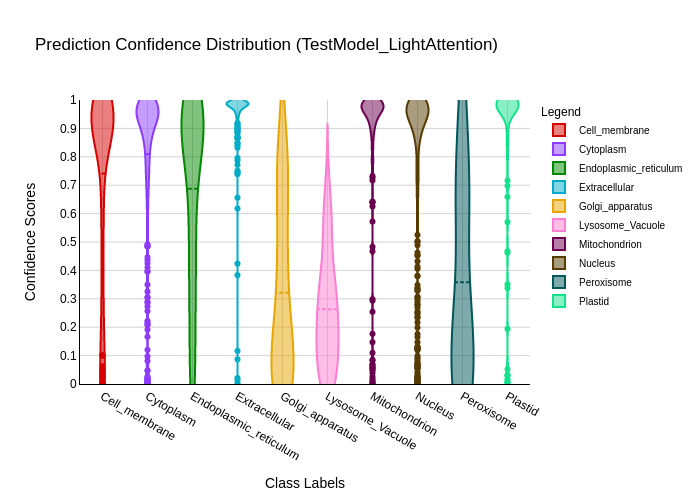 Prediction Confidence Distribution (TestModel_LightAttention)
Legend
Cell_membrane
Cytoplasm
Endoplasmic_reticulum
Extracellular
Golgi_apparatus
Lysosome_Vacuole
Mitochondrion
Nucleus
Peroxisome
Plastid
Confidence Scores
1
0.9
0.8
0.7
0.6
0.5
0.4
0.3
0.2
0.1
0
Cell_membrane
Cytoplasm
Endoplasmic_reticulum
Extracellular
Golgi_apparatus
Lysosome_Vacuole
Mitochondrion
Nucleus
Peroxisome
Plastid
Class Labels